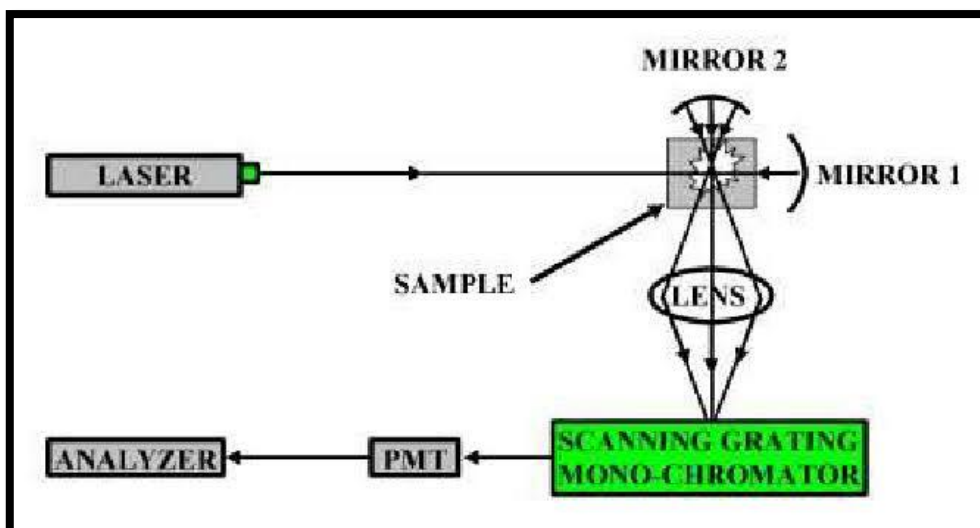 MIRROR 2
LASER
MIRROR 1
SAMPLE
LENS
ANALYZER
PMT
SCANNING GRATING
MONO-CHROMATOR